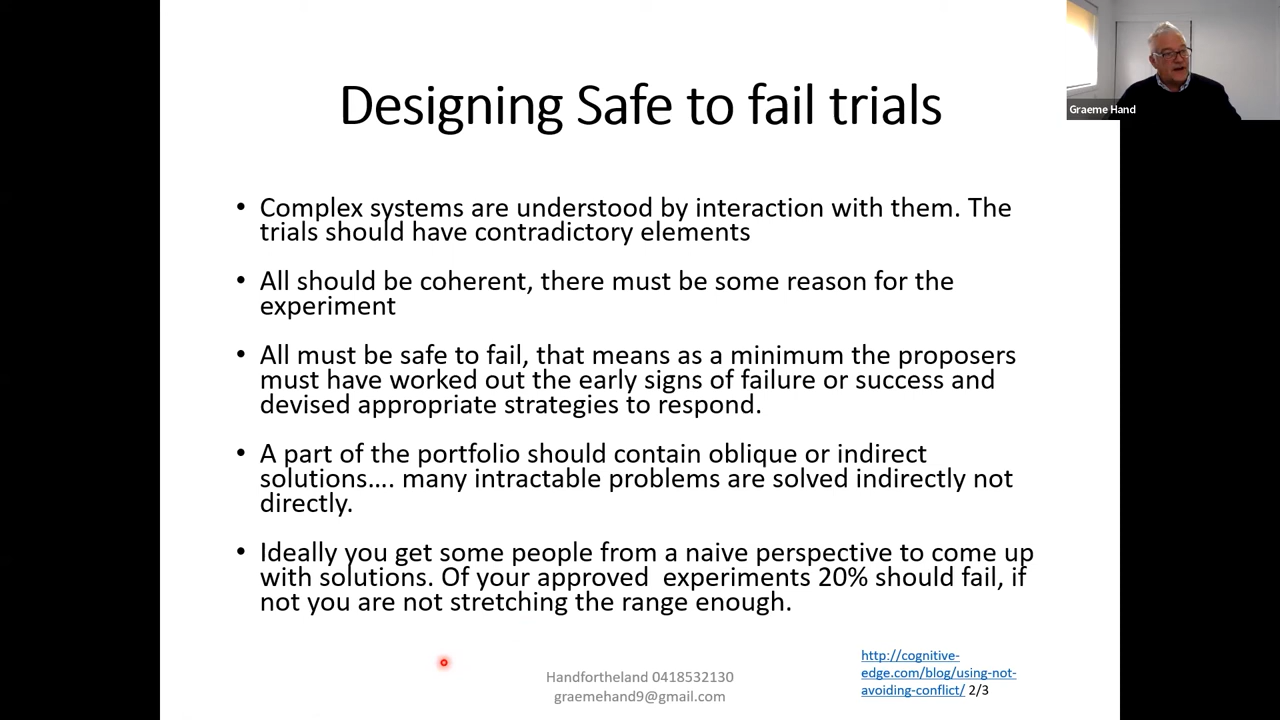 Designing Safe to fail trials
Graeme Hand
• Complex systems are understood by interaction with them. The
trials should have contradictory elements
• All should be coherent, there must be some reason for the
experiment
• All must be safe to fail, that means as a minimum the proposers
must have worked out the early signs of failure or success and
devised appropriate strategies to respond.
• A part of the portfolio should contain oblique or indirect
solutions.... many intractable problems are solved indirectly not
directly.
• Ideally you get some people from a naive perspective to come up
with solutions. Of your approved  experiments 20% should fail, if
not you are not stretching the range enough.
Handfortheland 0418532130
graemehand9@gmail.com
http://cognitive-
edge.com/blog/using-not-
avoiding-conflict/ 2/3